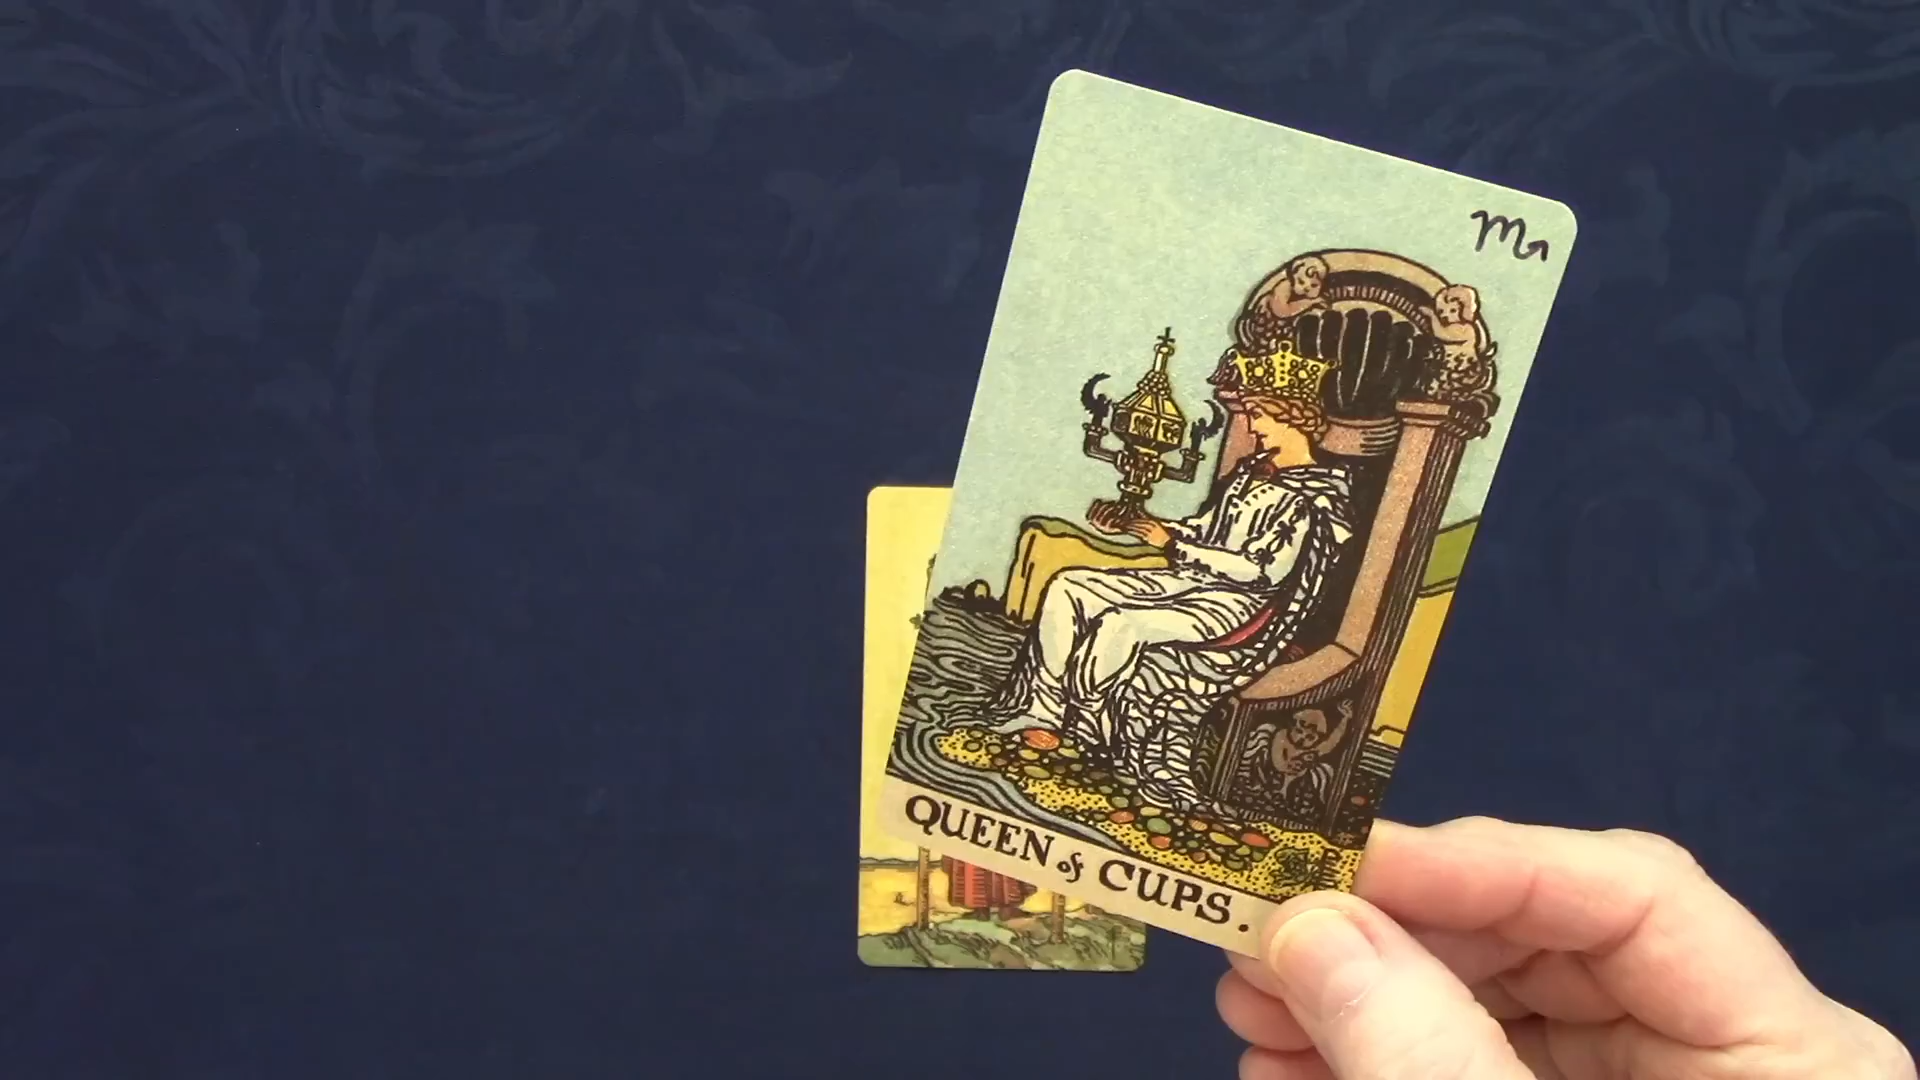 ♏
QUEEN of CUPS.